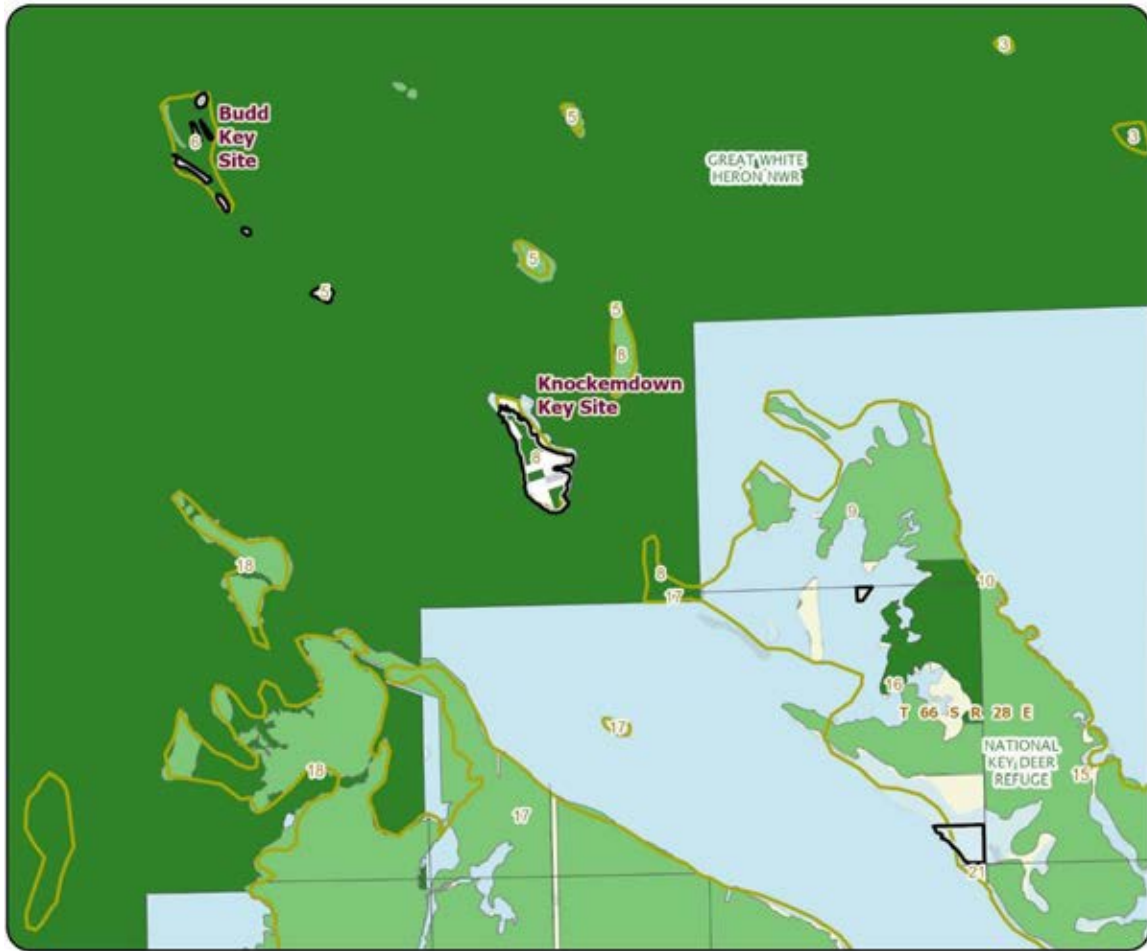 3
Budd
Key
Site
6
5
3
GREAT WHITE
HERON NWR
5
5
5
8
Knockemdown
Key Site
8
9
18
8
10
17
16
T 66 S R 28 E
17
NATIONAL
KEY DEER
REFUGE
18
15
17
21